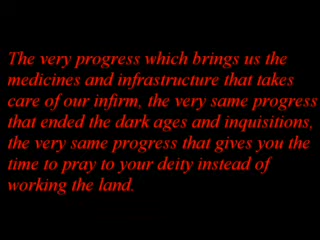 The very progress which brings us the
medicines and infrastructure that takes
care of our infirm, the very same progress
that ended the dark ages and inquisitions,
the very same progress that gives you the
time to pray to your deity instead of
working the land.